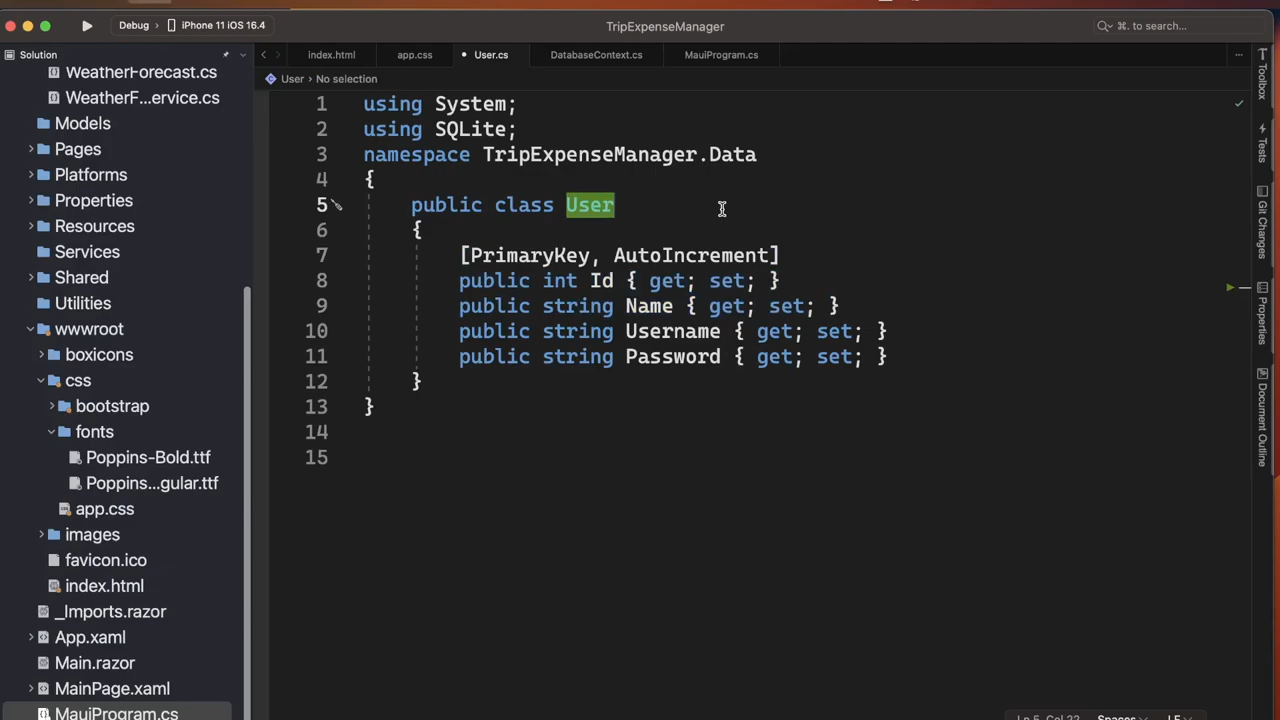 Debug
iPhone 11 iOS 16.4
TripExpenseManager
⌘. to search...
Solution
index.html
app.css
User.cs
DatabaseContext.cs
MauiProgram.cs
User › No selection
WeatherForecast.cs
WeatherF...ervice.cs
Models
Pages
Platforms
Properties
Resources
Services
Shared
Utilities
wwwroot
boxicons
css
bootstrap
fonts
Poppins-Bold.ttf
Poppins...gular.ttf
app.css
images
favicon.ico
index.html
_Imports.razor
App.xaml
Main.razor
MainPage.xaml
MauiProgram.cs
1 using System;
2 using SQLite;
3 namespace TripExpenseManager.Data
4 {
5 public class User
6 {
7 [PrimaryKey, AutoIncrement]
8 public int Id { get; set; }
9 public string Name { get; set; }
10 public string Username { get; set; }
11 public string Password { get; set; }
12 }
13 }
14
15
Toolbox
Tests
Git Changes
Properties
Document Outline
Ln 5, Col 22
Spaces
LF